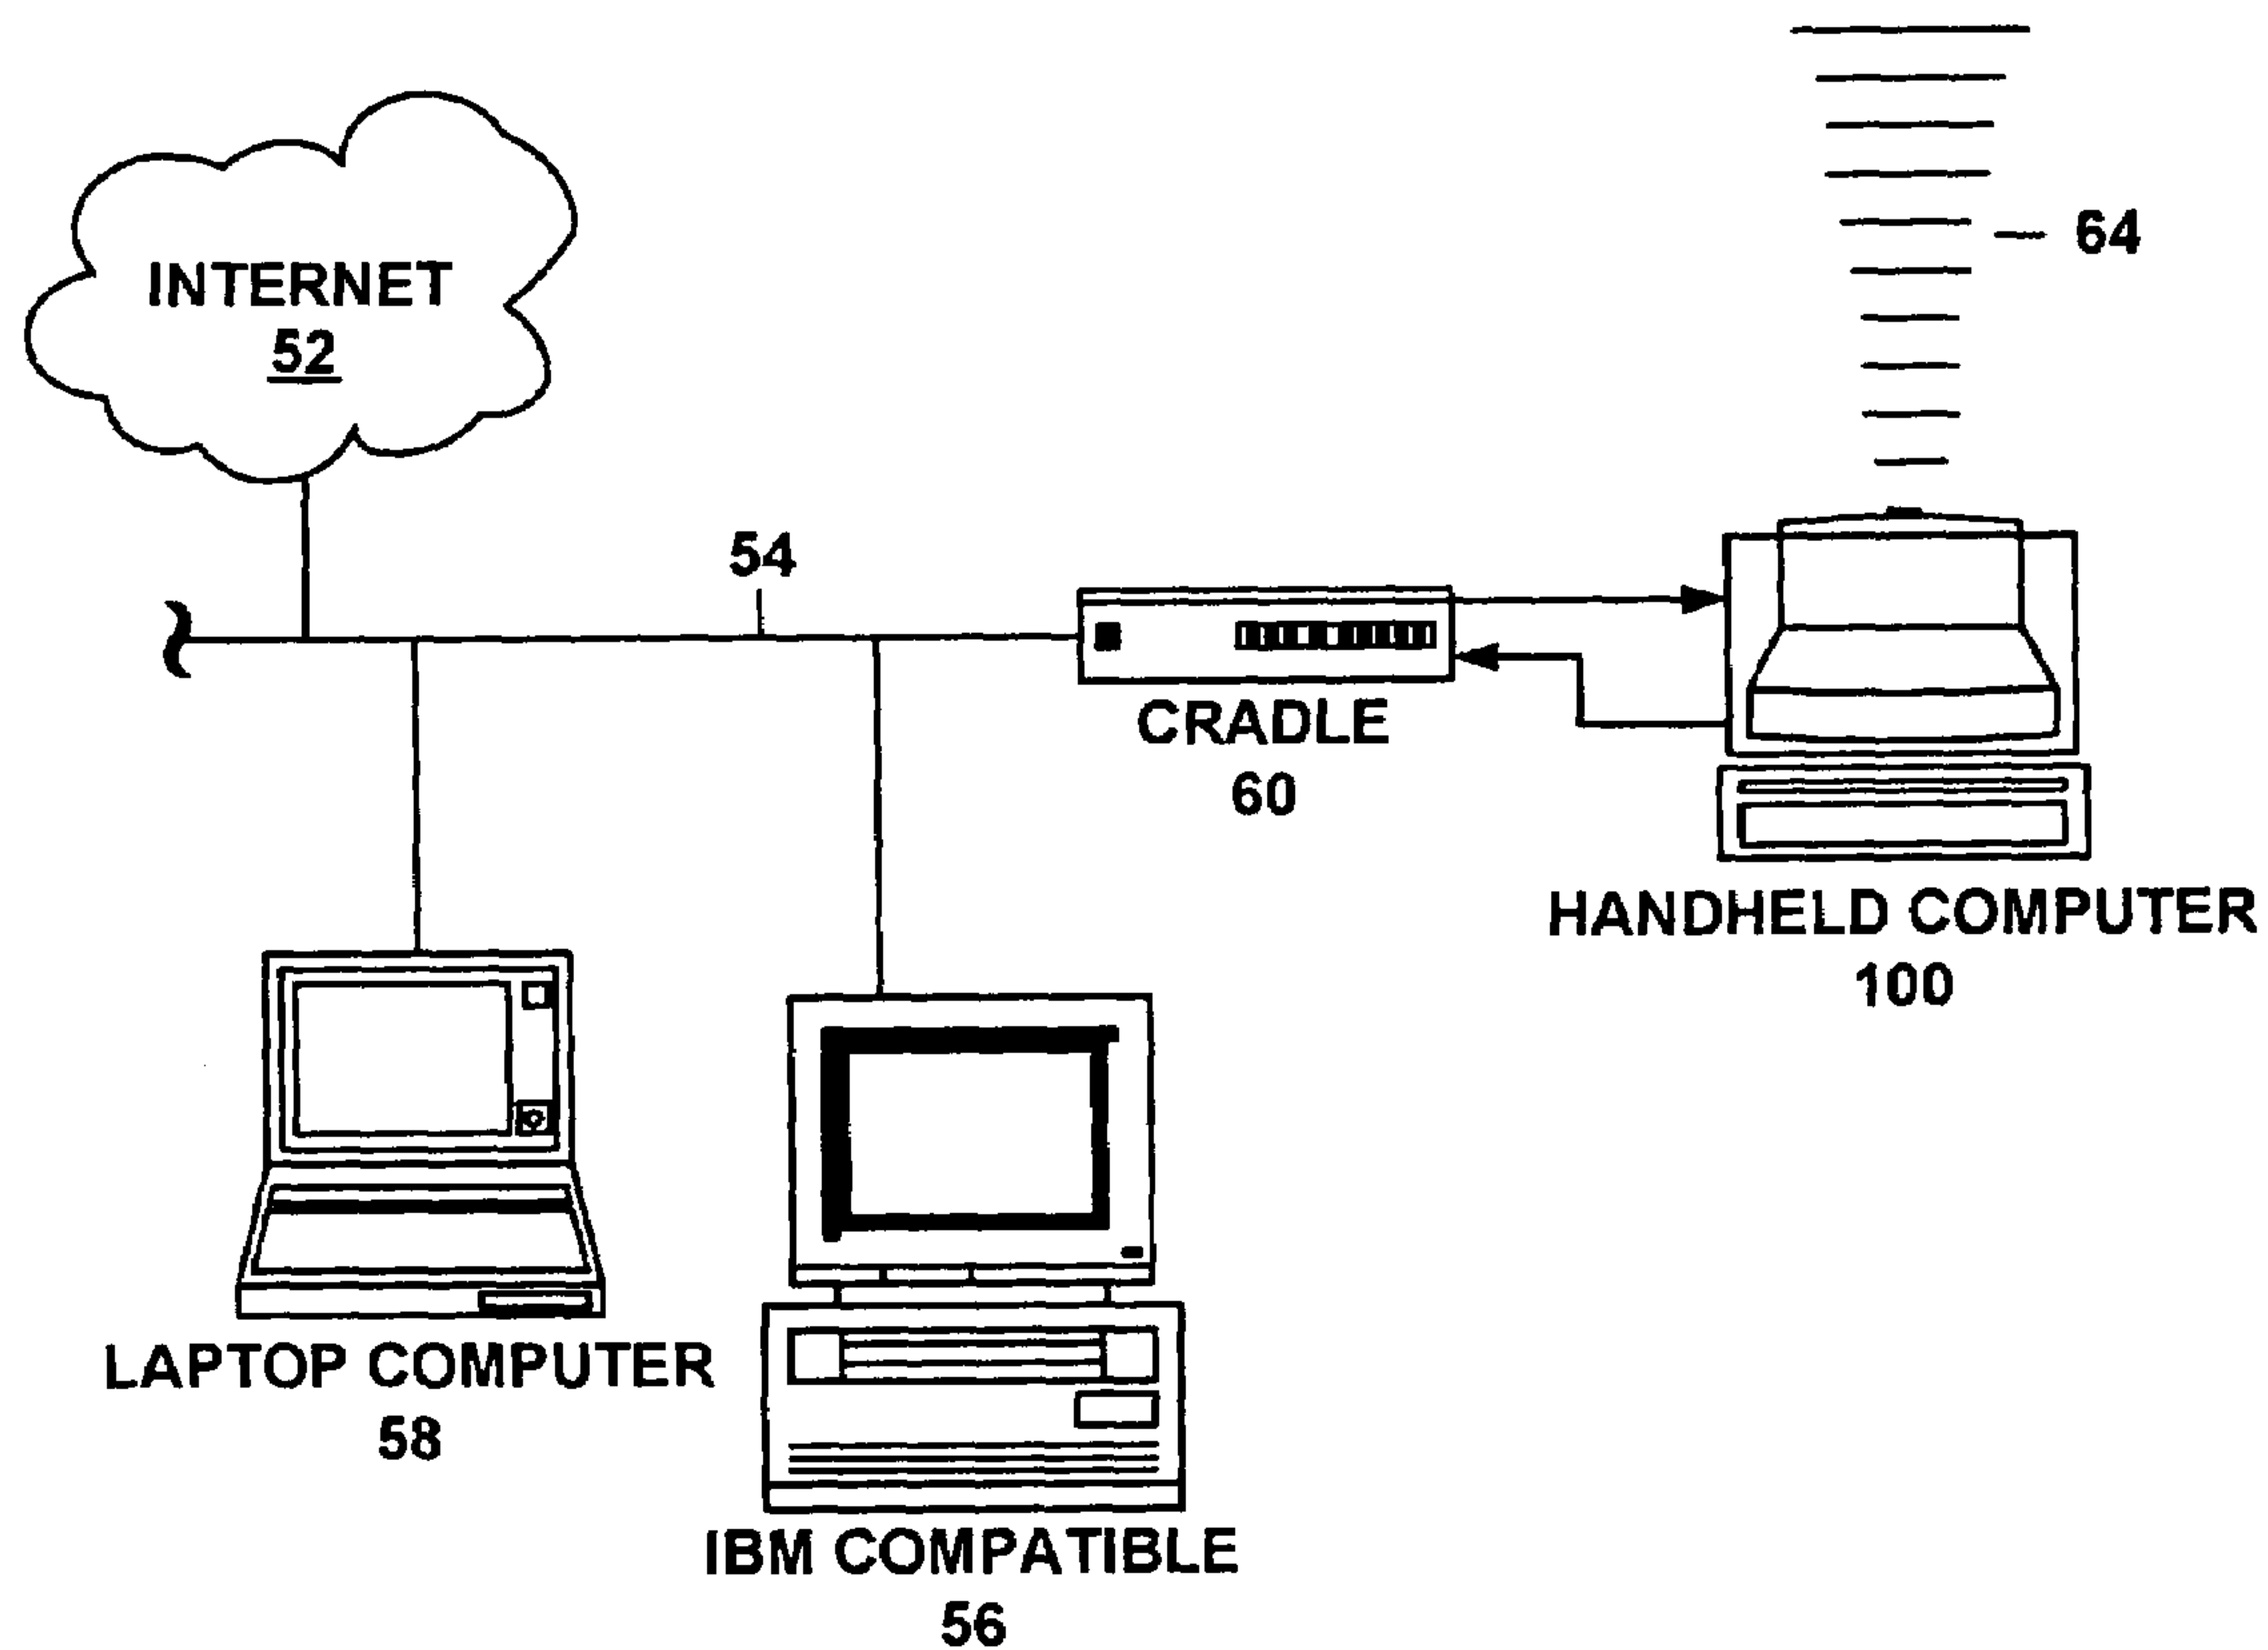 64
INTERNET
52
54
CRADLE
60
HANDHELD COMPUTER
100
LAPTOP COMPUTER
58
IBM COMPATIBLE
56